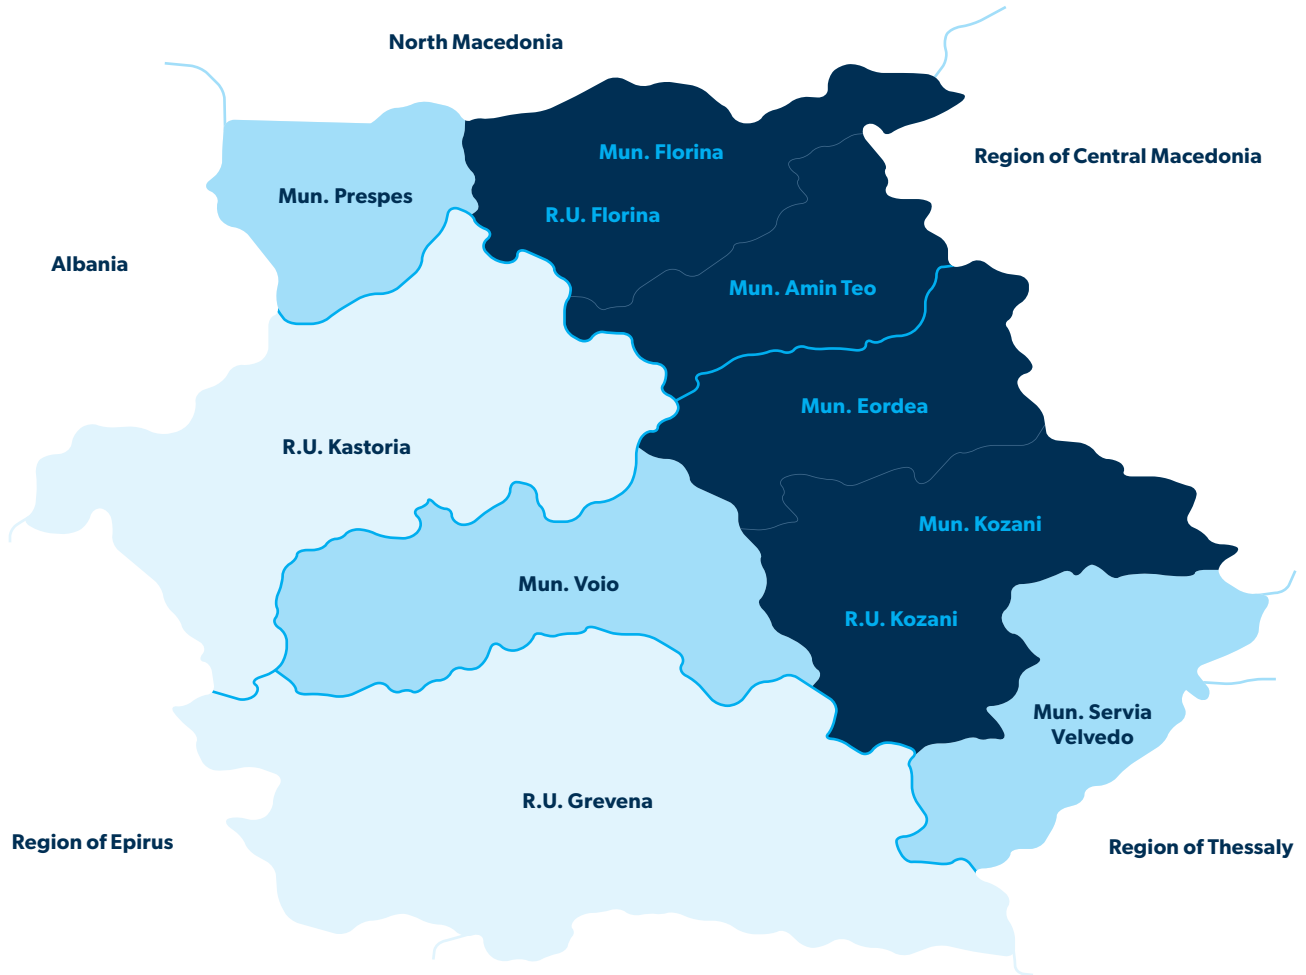 North Macedonia
Mun. Florina
Region of Central Macedonia
Mun. Prespes
R.U. Florina
Albania
Mun. Amin Teo
Mun. Eordea
R.U. Kastoria
Mun. Kozani
Mun. Voio
R.U. Kozani
Mun. Servia
Velvedo
R.U. Grevena
Region of Epirus
Region of Thessaly